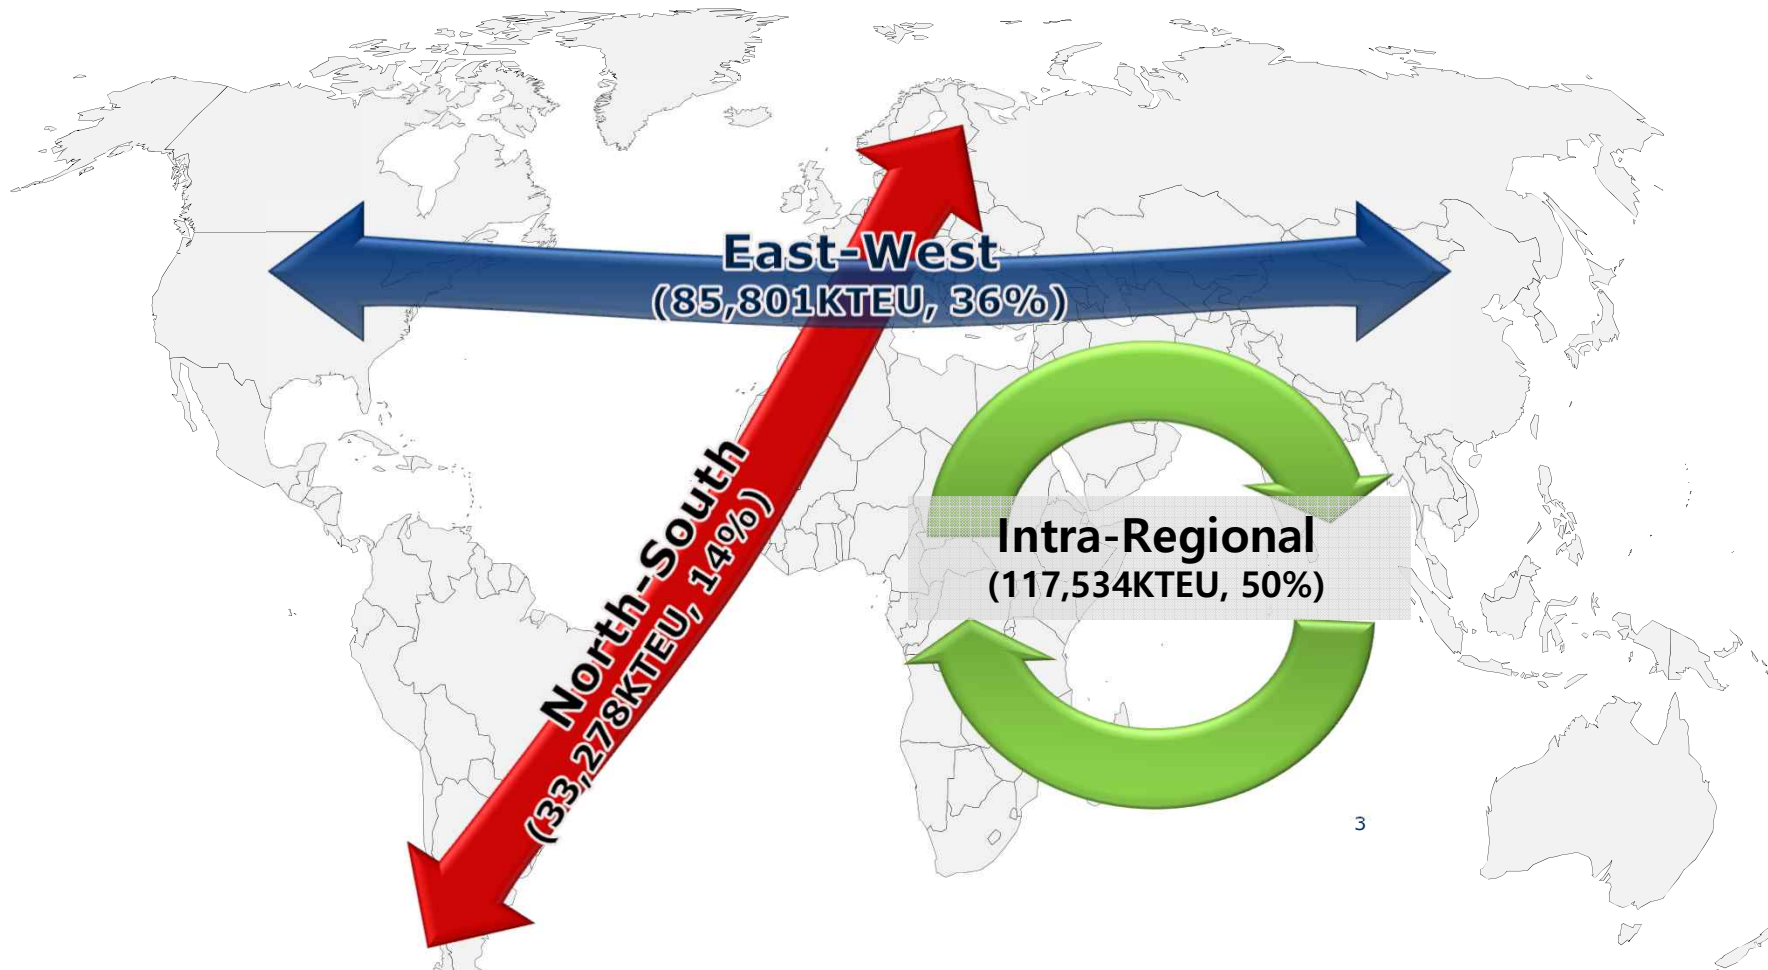 East-West
(85,801KTEU, 36%)
North-South
(33,278KTEU, 14%)
Intra-Regional
(117,534KTEU, 50%)
3